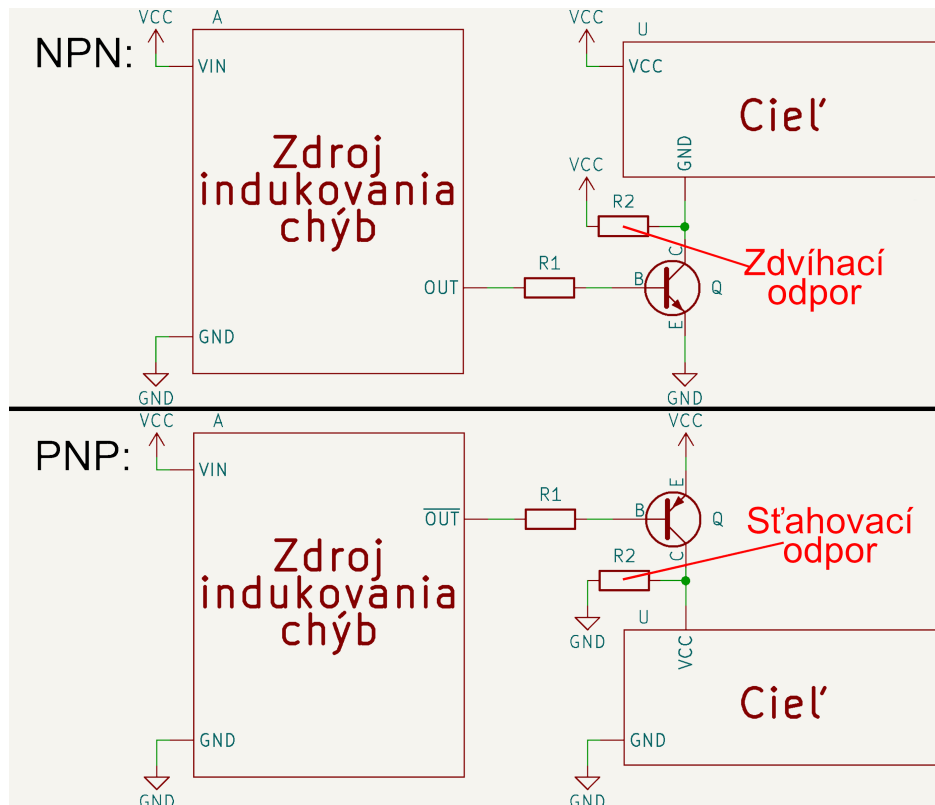 NPN:
VCC
A
VIN
Zdroj
indukovania
chýb
OUT
GND
GND
R1
VCC
U
VCC
Cieľ
GND
VCC
R2
C
B
Q
E
GND
Zdvíhací
odpor
PNP:
VCC
A
VIN
Zdroj
indukovania
chýb
OUT
GND
GND
R1
VCC
E
B
Q
C
R2
GND
Sťahovací
odpor
U
VCC
Cieľ
GND
GND